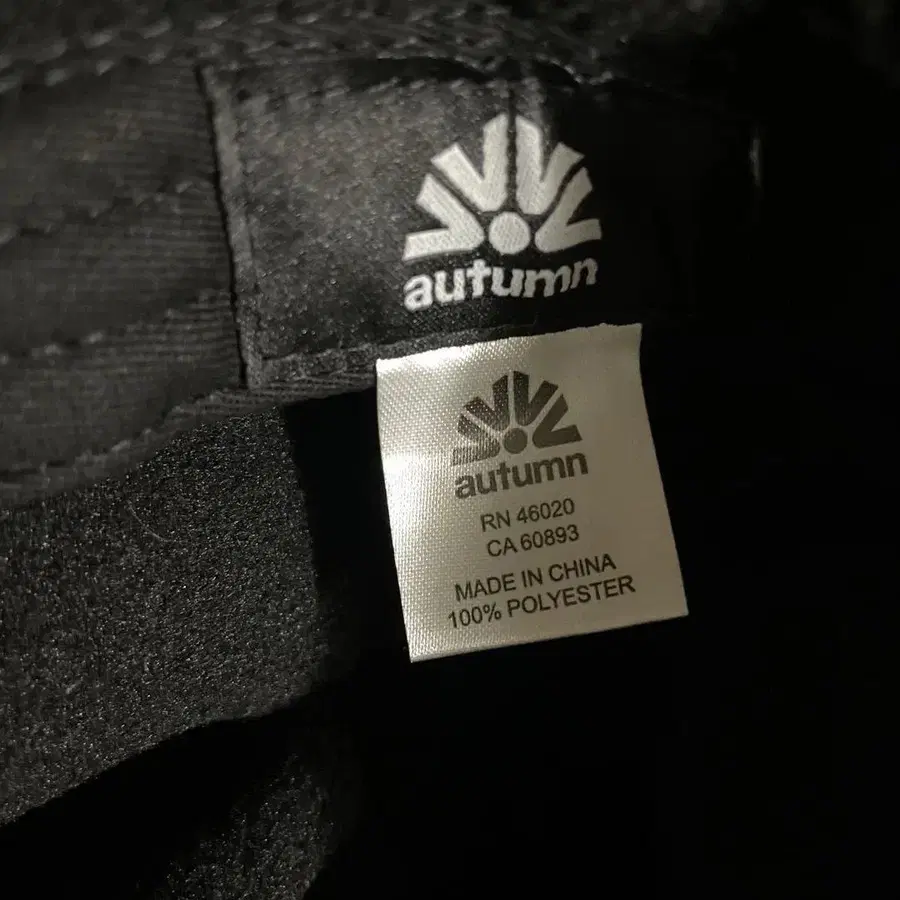 autumn
autumn
RN 46020
CA 60893
MADE IN CHINA
100% POLYESTER